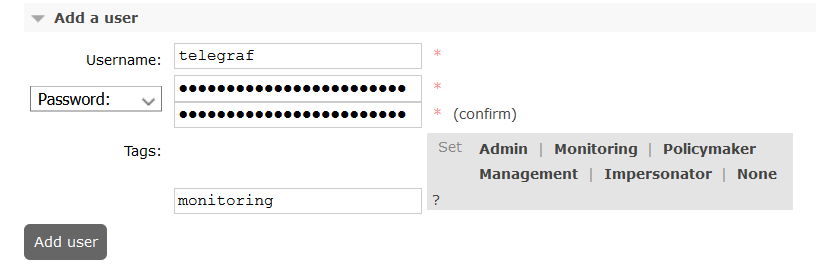 Add a user
Username: telegraf *
Password: ●●●●●●●●●●●●●●●●●●●●●●●● *
●●●●●●●●●●●●●●●●●●●●●●●● * (confirm)
Tags: Set Admin | Monitoring | Policymaker
Management | Impersonator | None
monitoring ?
Add user